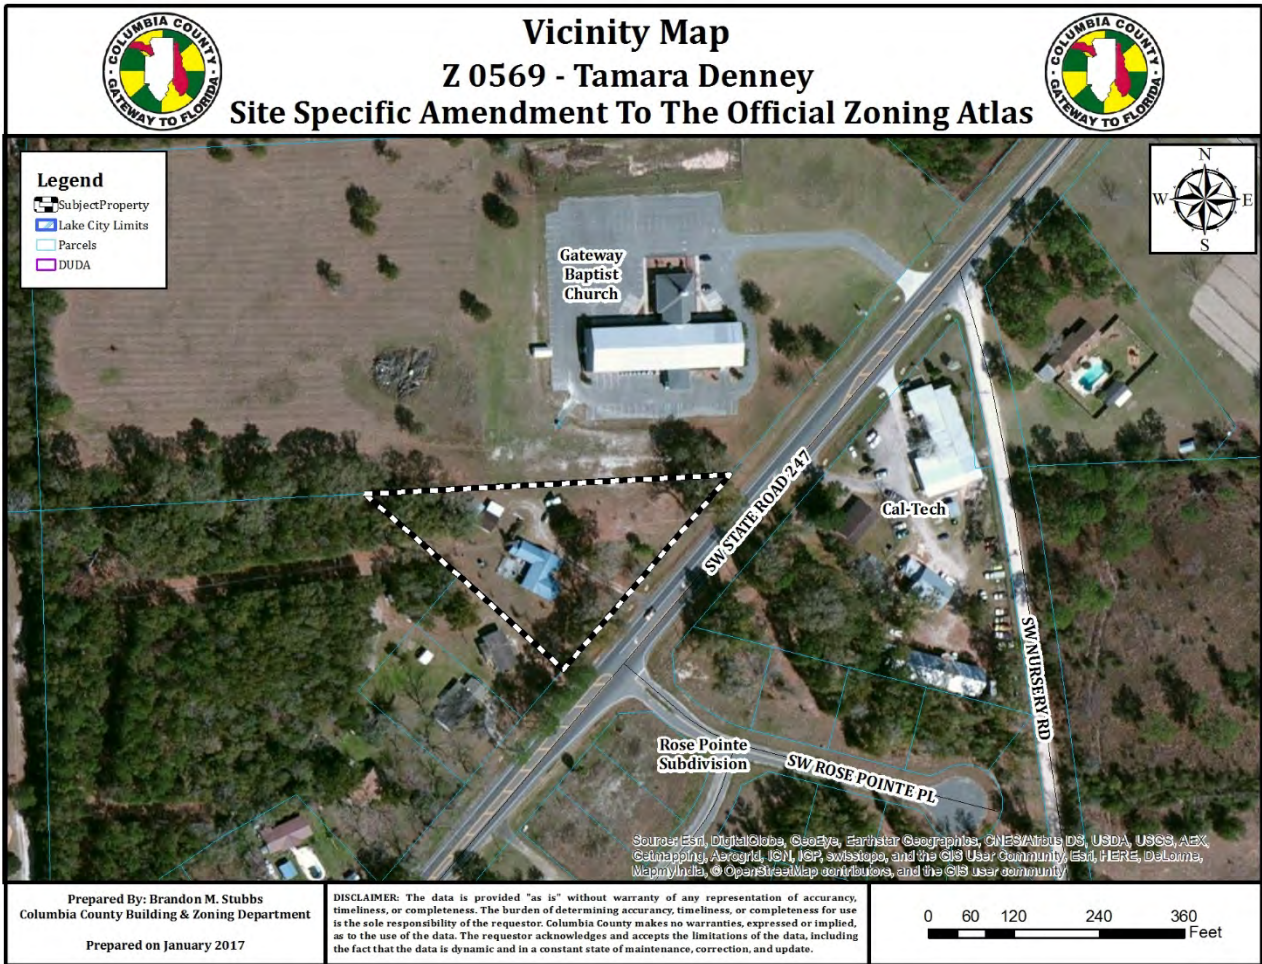 Vicinity Map
Z 0569 - Tamara Denney
Site Specific Amendment To The Official Zoning Atlas
COLUMBIA COUNTY
GATEWAY TO FLORIDA
COLUMBIA COUNTY
GATEWAY TO FLORIDA
Legend
SubjectProperty
Lake City Limits
Parcels
DUDA
N
W
E
S
Gateway
Baptist
Church
SW STATE ROAD 247
Cal-Tech
SW NURSERY RD
Rose Pointe
Subdivision
SW ROSE POINTE PL
Source: Esri, DigitalGlobe, GeoEye, Earthstar Geographics, CNES/Airbus DS, USDA, USGS, AEX,
Getmapping, Aerogrid, IGN, IGP, swisstopo, and the GIS User Community, Esri, HERE, DeLorme,
MapmyIndia, © OpenStreetMap contributors, and the GIS user community
Prepared By: Brandon M. Stubbs
Columbia County Building & Zoning Department
Prepared on January 2017
DISCLAIMER: The data is provided "as is" without warranty of any representation of accuracy,
timeliness, or completeness. The burden of determining accuracy, timeliness, or completeness for use
is the sole responsibility of the requestor. Columbia County makes no warranties, expressed or implied,
as to the use of the data. The requestor acknowledges and accepts the limitations of the data, including
the fact that the data is dynamic and in a constant state of maintenance, correction, and update.
0 60 120 240 360
Feet